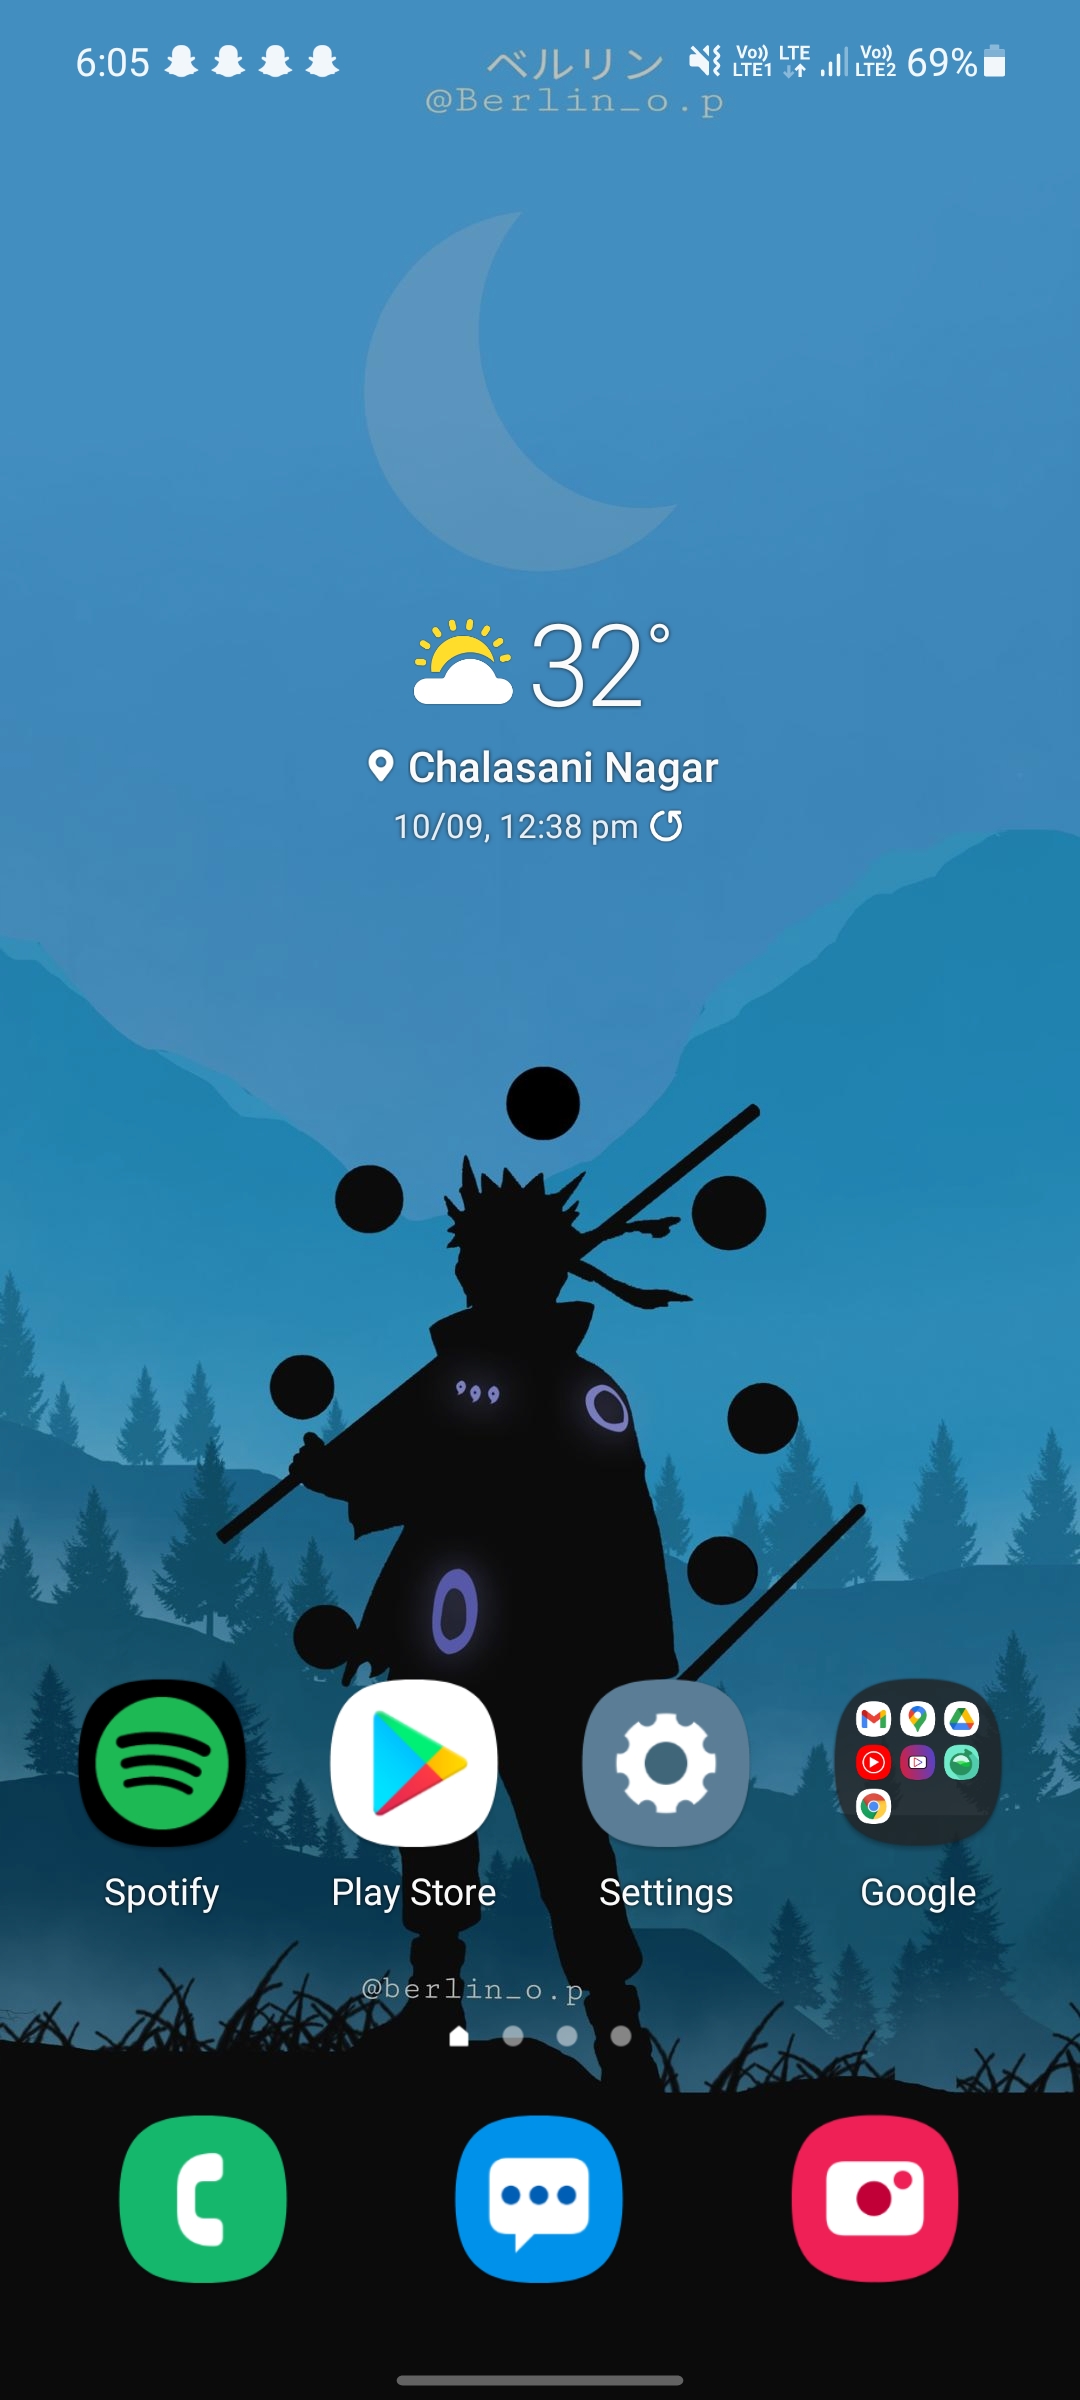 6:05 ベルリン Vo)) LTE1 LTE Vo)) LTE2 69%
@Berlin_o.p
32°
Chalasani Nagar
10/09, 12:38 pm
Spotify Play Store Settings Google
@berlin_o.p